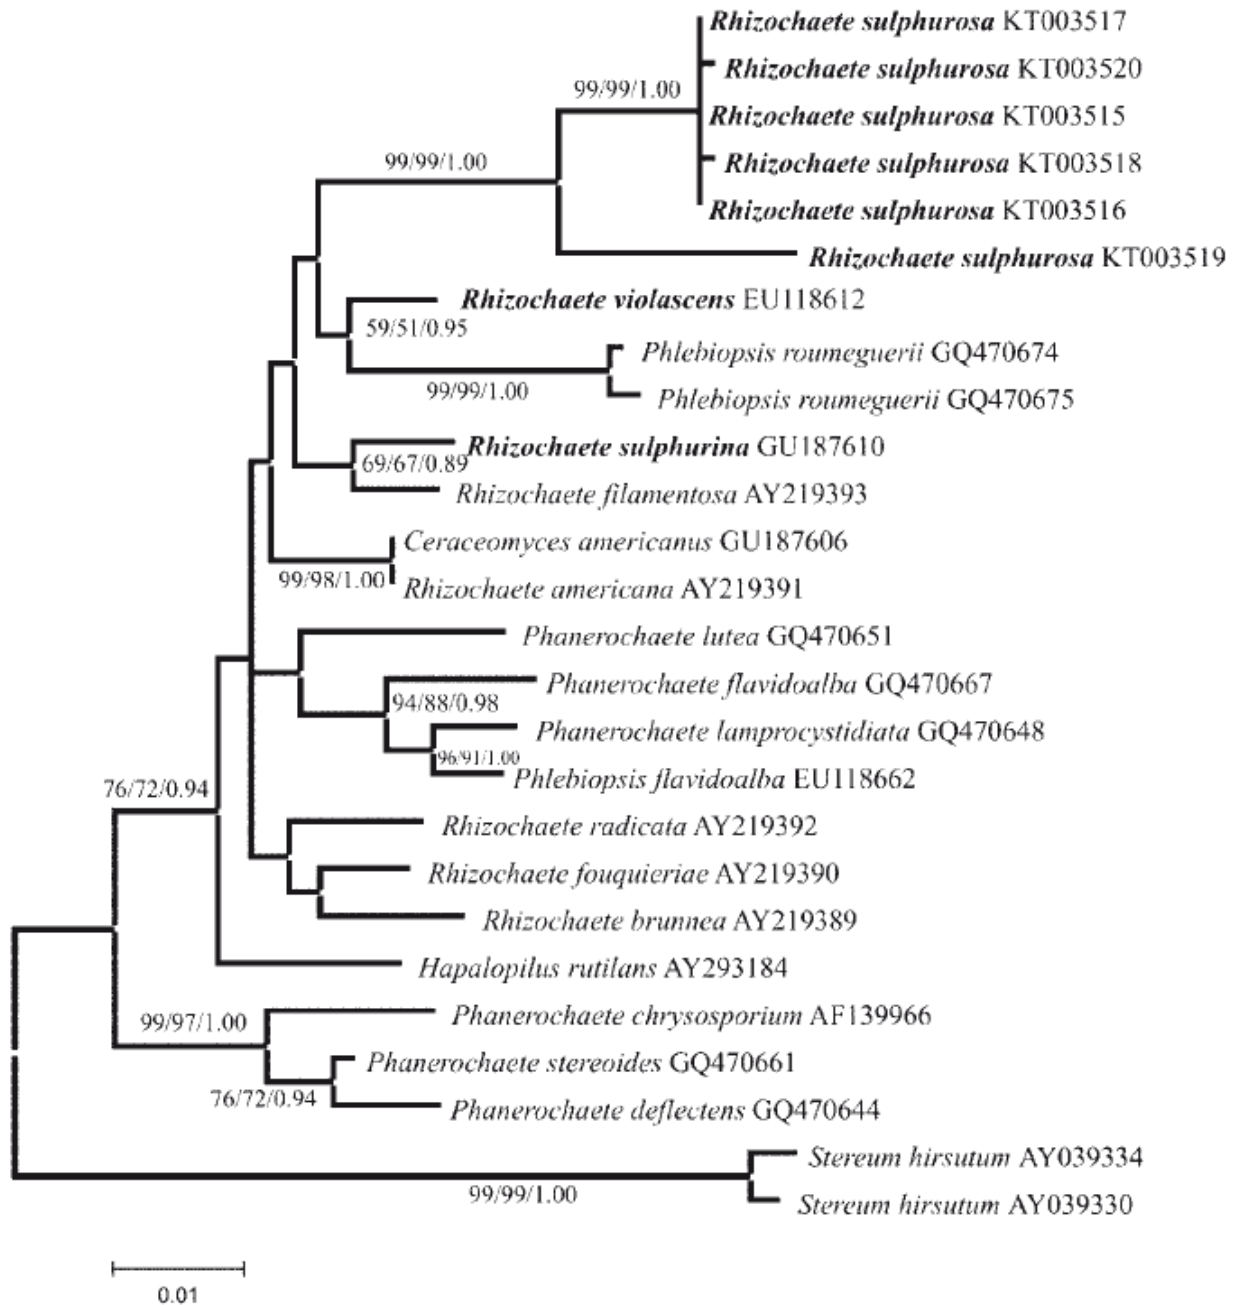 Rhizochaete sulphurosa KT003517
Rhizochaete sulphurosa KT003520
99/99/1.00
Rhizochaete sulphurosa KT003515
99/99/1.00
Rhizochaete sulphurosa KT003518
Rhizochaete sulphurosa KT003516
Rhizochaete sulphurosa KT003519
Rhizochaete violascens EU118612
59/51/0.95
Phlebiopsis roumeguerii GQ470674
99/99/1.00
Phlebiopsis roumeguerii GQ470675
Rhizochaete sulphurina GU187610
69/67/0.89
Rhizochaete filamentosa AY219393
Ceraceomyces americanus GU187606
99/98/1.00
Rhizochaete americana AY219391
Phanerochaete lutea GQ470651
Phanerochaete flavidoalba GQ470667
94/88/0.98
Phanerochaete lamprocystidiata GQ470648
96/91/1.00
Phlebiopsis flavidoalba EU118662
76/72/0.94
Rhizochaete radicata AY219392
Rhizochaete fouquieriae AY219390
Rhizochaete brunnea AY219389
Hapalopilus rutilans AY293184
99/97/1.00
Phanerochaete chrysosporium AF139966
Phanerochaete stereoides GQ470661
76/72/0.94
Phanerochaete deflectens GQ470644
Stereum hirsutum AY039334
99/99/1.00
Stereum hirsutum AY039330
0.01